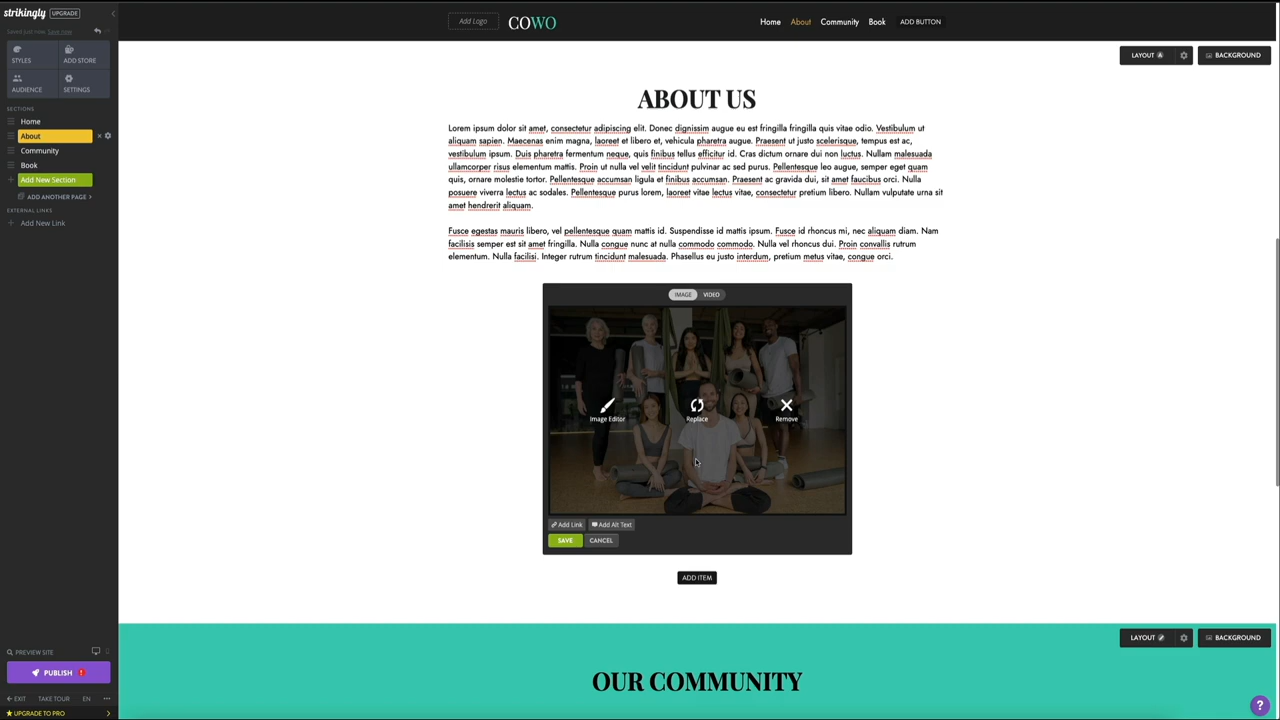 strikingly UPGRADE
STYLES
ADD STORE
AUDIENCE
SETTINGS
SECTIONS
Home
About
Community
Book
Add New Section
ADD ANOTHER PAGE >
EXTERNAL LINKS
Add New Link
PREVIEW SITE
PUBLISH
EXIT TAKE TOUR EN
UPGRADE TO PRO
Add Logo
COWO
Home About Community Book ADD BUTTON
LAYOUT BACKGROUND
ABOUT US
Lorem ipsum dolor sit amet, consectetur adipiscing elit. Donec dignissim augue eu est fringilla fringilla quis vitae odio. Vestibulum ut
aliquam sapien. Maecenas enim magna, laoreet et libero et, vehicula pharetra augue. Praesent ut justo scelerisque, tempus est ac,
vestibulum ipsum. Duis pharetra fermentum neque, quis finibus tellus efficitur id. Cras dictum ornare dui non luctus. Nullam malesuada
ullamcorper risus elementum mattis. Proin ut nulla vel velit tincidunt pulvinar ac sed purus. Pellentesque leo augue, semper eget quam
quis, ornare molestie tortor. Pellentesque accumsan ligula et finibus accumsan. Praesent ac gravida dui, sit amet faucibus orci. Nulla
posuere viverra lectus ac sodales. Pellentesque purus lorem, laoreet vitae lectus vitae, consectetur pretium libero. Nullam vulputate urna sit
amet hendrerit aliquam.
Fusce egestas mauris libero, vel pellentesque quam mattis id. Suspendisse id mattis ipsum. Fusce id rhoncus mi, nec aliquam diam. Nam
facilisis semper est sit amet fringilla. Nulla congue nunc at nulla commodo commodo. Nulla vel rhoncus dui. Proin convallis rutrum
elementum. Nulla facilisi. Integer rutrum tincidunt malesuada. Phasellus eu justo interdum, pretium metus vitae, congue orci.
IMAGE VIDEO
Image Editor
Replace
Remove
Add Link
Add Alt Text
SAVE
CANCEL
ADD ITEM
LAYOUT BACKGROUND
OUR COMMUNITY
?